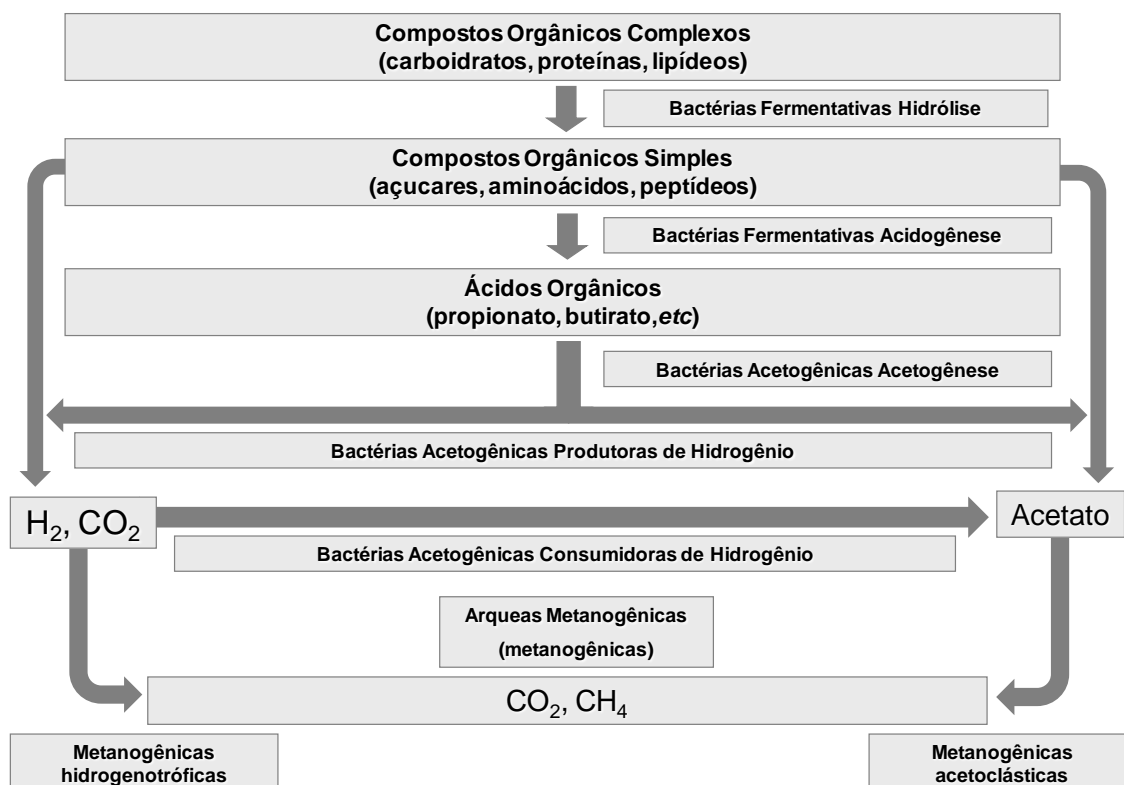 Compostos Orgânicos Complexos
(carboidratos, proteínas, lipídeos)
Bactérias Fermentativas Hidrólise
Compostos Orgânicos Simples
(açucares, aminoácidos, peptídeos)
Bactérias Fermentativas Acidogênese
Ácidos Orgânicos
(propionato, butirato, etc)
Bactérias Acetogênicas Acetogênese
Bactérias Acetogênicas Produtoras de Hidrogênio
H₂, CO₂
Acetato
Bactérias Acetogênicas Consumidoras de Hidrogênio
Arqueas Metanogênicas
(metanogênicas)
CO₂, CH₄
Metanogênicas
hidrogenotróficas
Metanogênicas
acetoclásticas